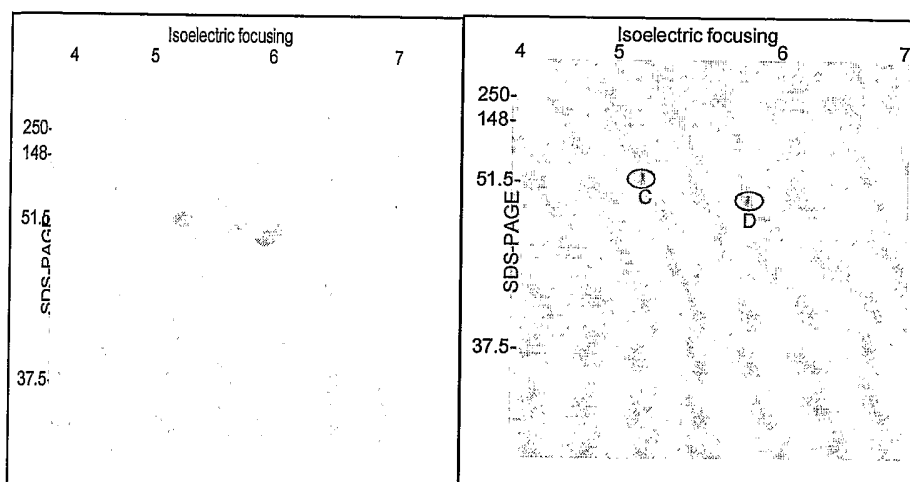 Isoelectric focusing
4 5 6 7
250-
148-
51.5
SDS-PAGE
37.5-
Isoelectric focusing
4 5 6 7
250-
148-
51.5-
C
D
SDS-PAGE
37.5-